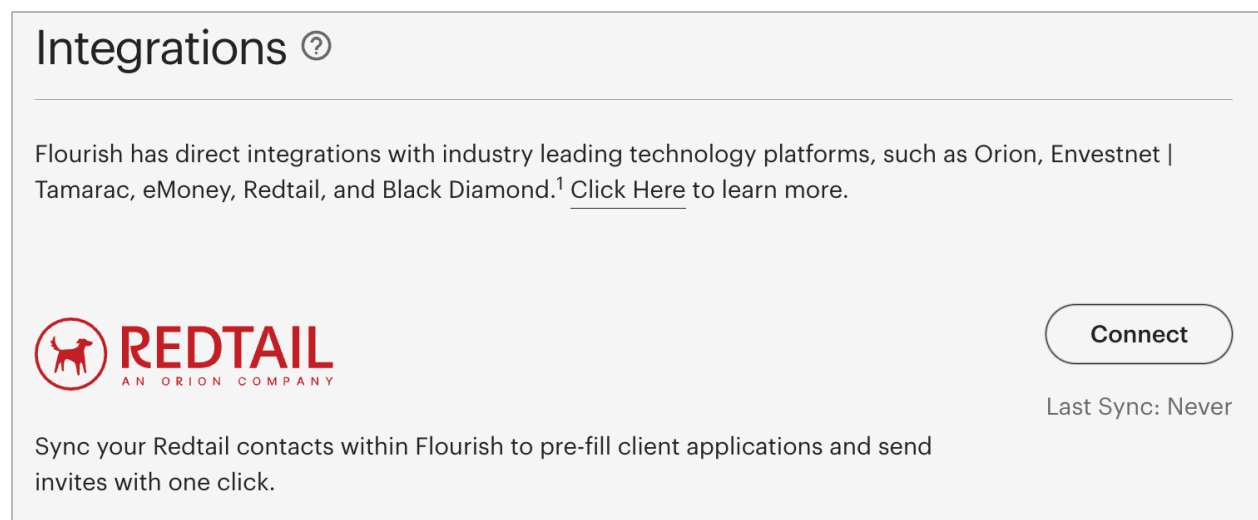 Integrations ?
Flourish has direct integrations with industry leading technology platforms, such as Orion, Envestnet |
Tamarac, eMoney, Redtail, and Black Diamond.¹ Click Here to learn more.
REDTAIL
AN ORION COMPANY
Connect
Last Sync: Never
Sync your Redtail contacts within Flourish to pre-fill client applications and send
invites with one click.